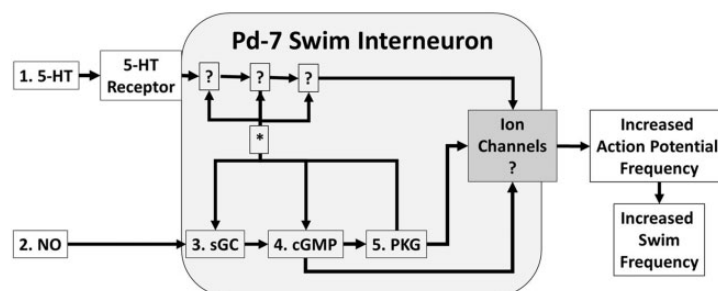 Pd-7 Swim Interneuron
1. 5-HT
5-HT
Receptor
?
?
?
*
Ion
Channels
?
Increased
Action Potential
Frequency
Increased
Swim
Frequency
2. NO
3. sGC
4. cGMP
5. PKG